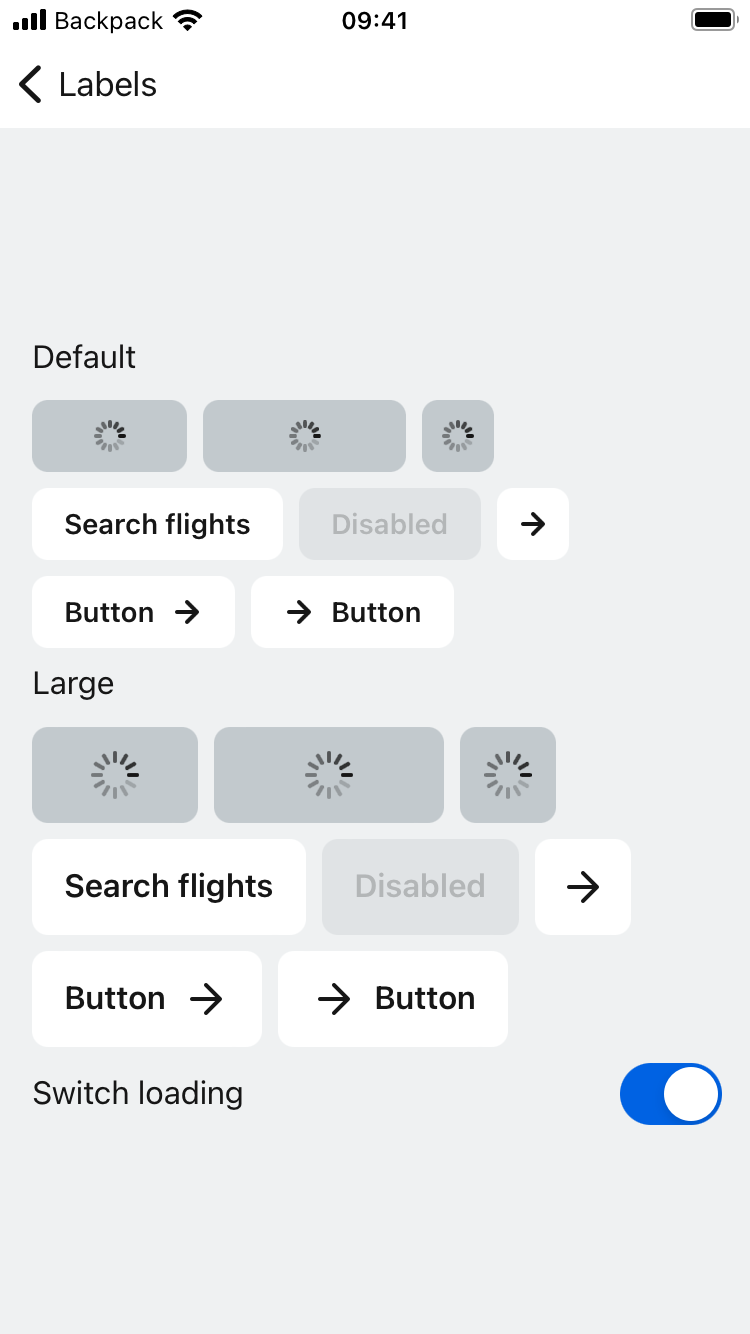 Backpack 09:41
Labels
Default
Search flights Disabled
Button Button
Large
Search flights Disabled
Button Button
Switch loading